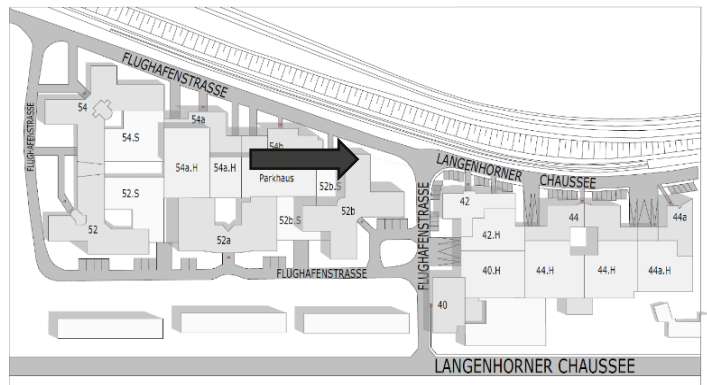 FLUGHAFENSTRASSE
FLUGHAFENSTRASSE
54
54.S
54a
54a.H
54a.H
54b
Parkhaus
52b.S
52.S
52
52a
52b.S
52b
FLUGHAFENSTRASSE
FLUGHAFENSTRASSE
LANGENHORNER CHAUSSEE
42
42.H
44
44a
40.H
44.H
44.H
44a.H
40
LANGENHORNER CHAUSSEE